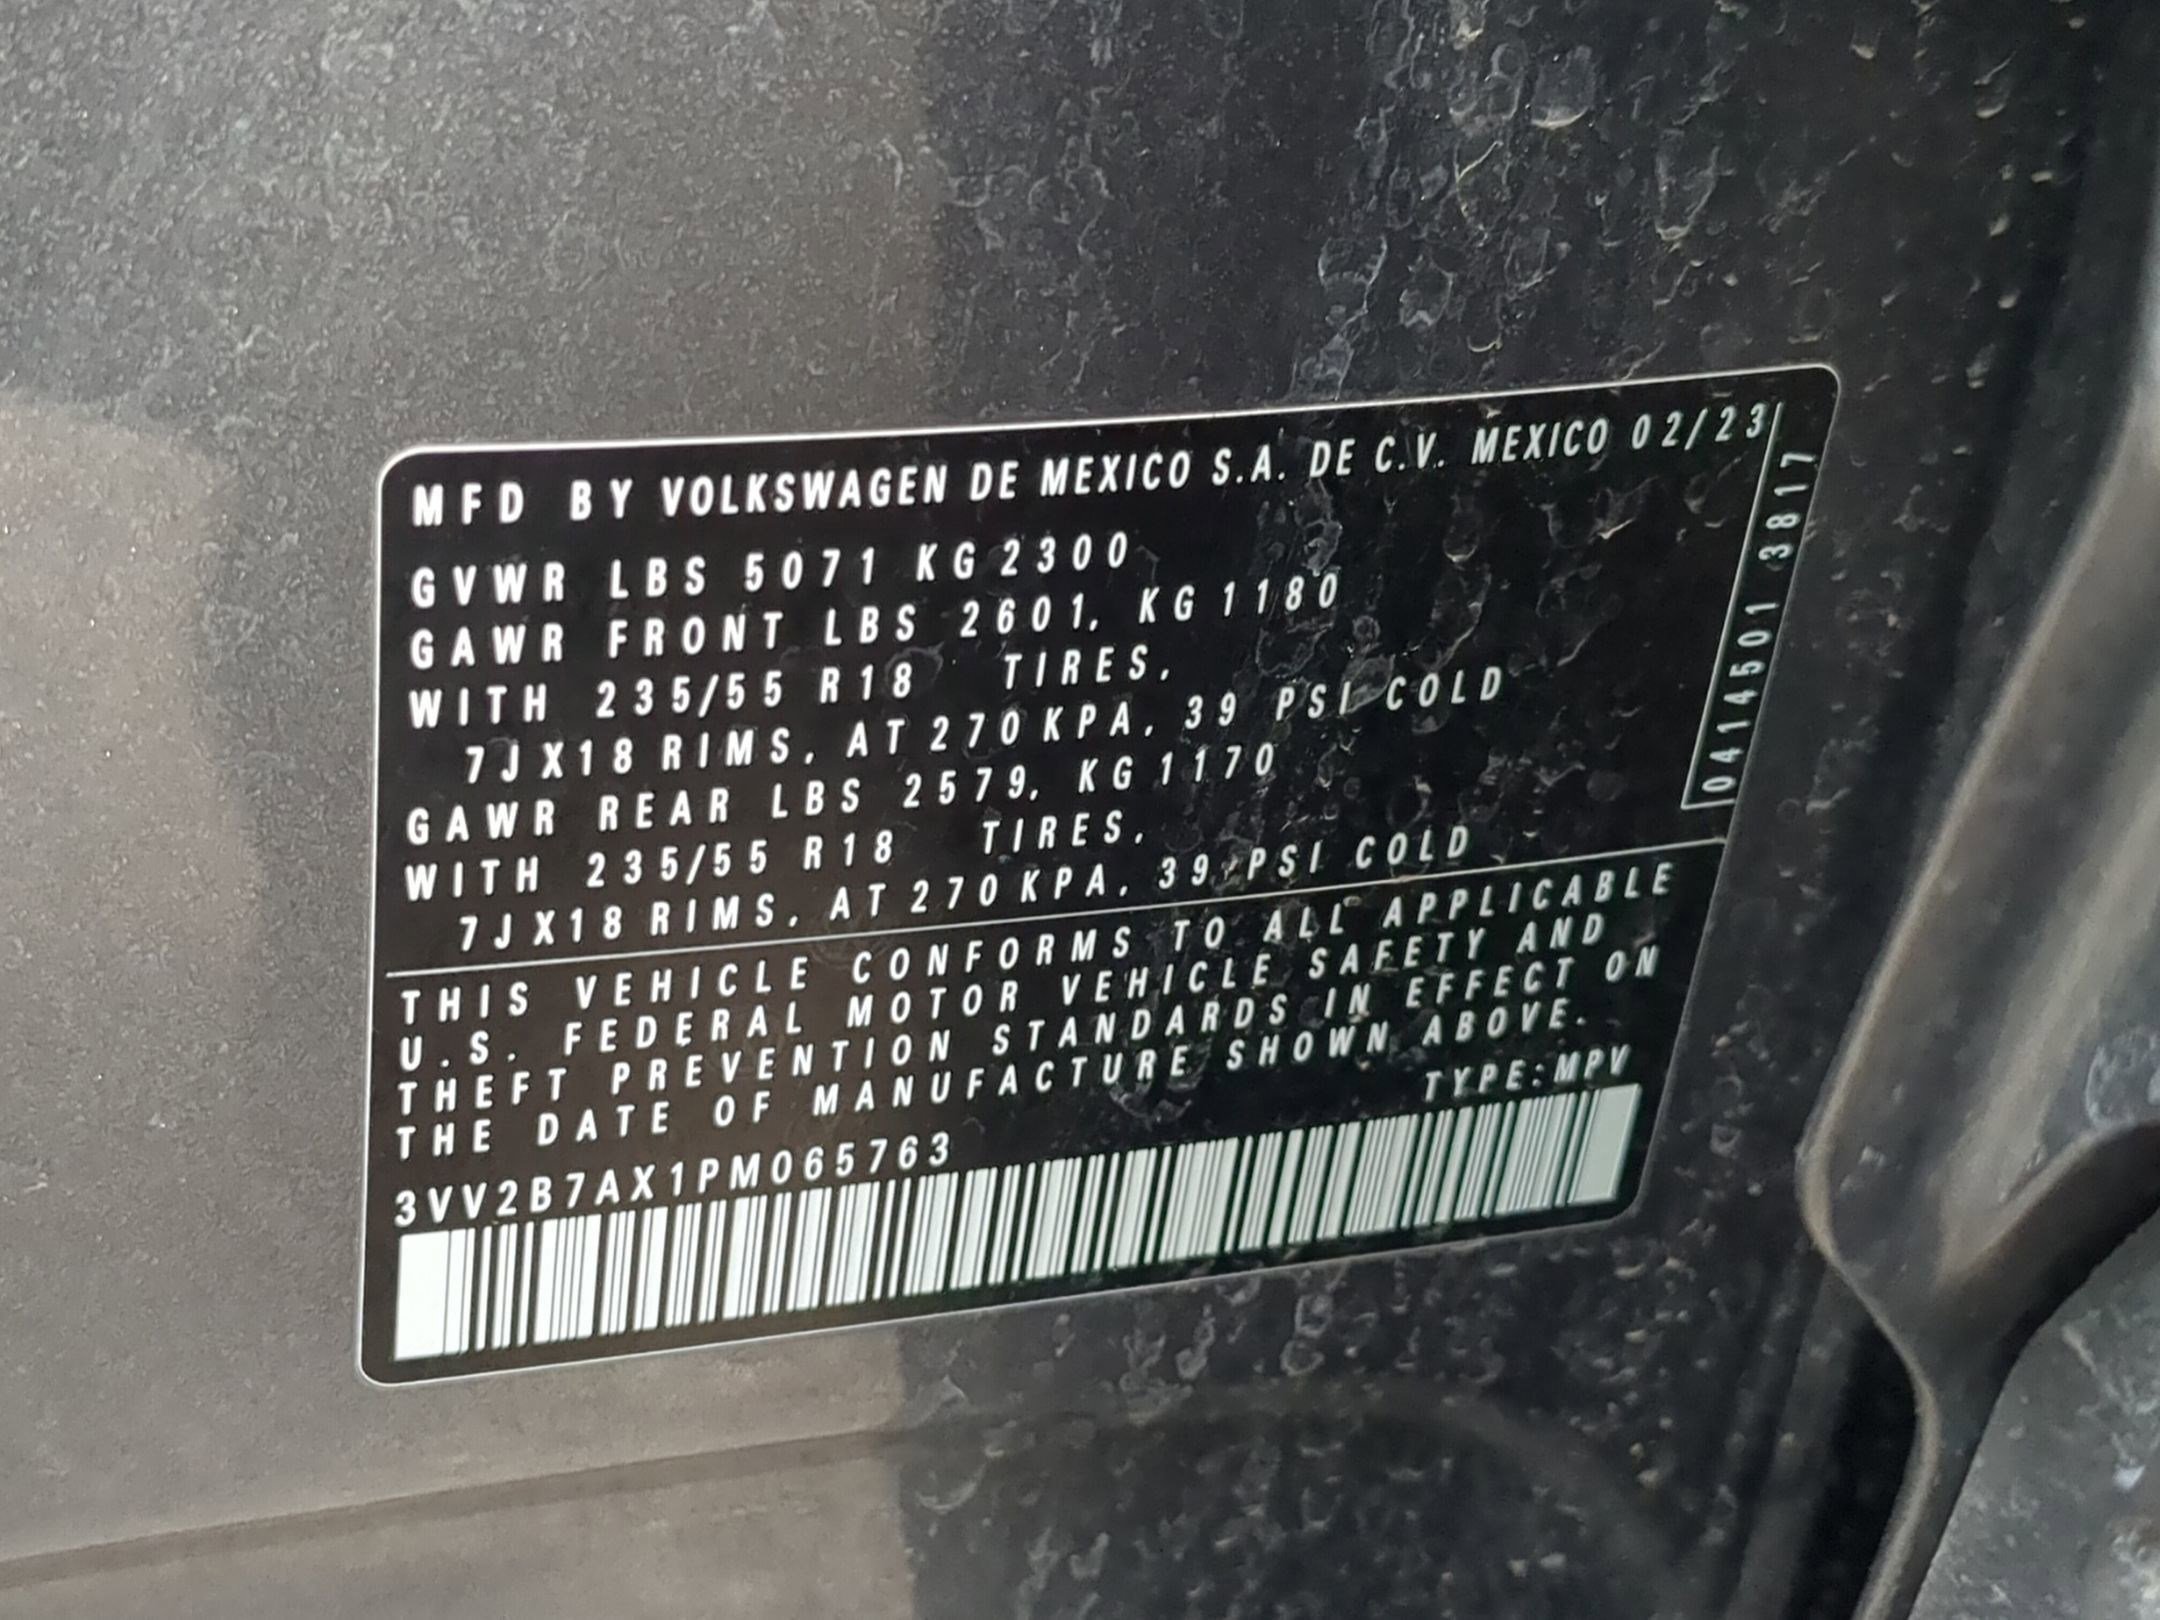 MFD BY VOLKSWAGEN DE MEXICO S.A. DE C.V. MEXICO 02/23
GVWR LBS 5071 KG 2300
GAWR FRONT LBS 2601, KG 1180
WITH 235/55 R18 TIRES,
7JX18 RIMS, AT 270 KPA, 39 PSI COLD
GAWR REAR LBS 2579, KG 1170
WITH 235/55 R18 TIRES,
7JX18 RIMS, AT 270 KPA, 39 PSI COLD
0414501 3817
THIS VEHICLE CONFORMS TO ALL APPLICABLE
U.S. FEDERAL MOTOR VEHICLE SAFETY AND
THEFT PREVENTION STANDARDS IN EFFECT ON
THE DATE OF MANUFACTURE SHOWN ABOVE.
TYPE:MPV
3VV2B7AX1PM065763